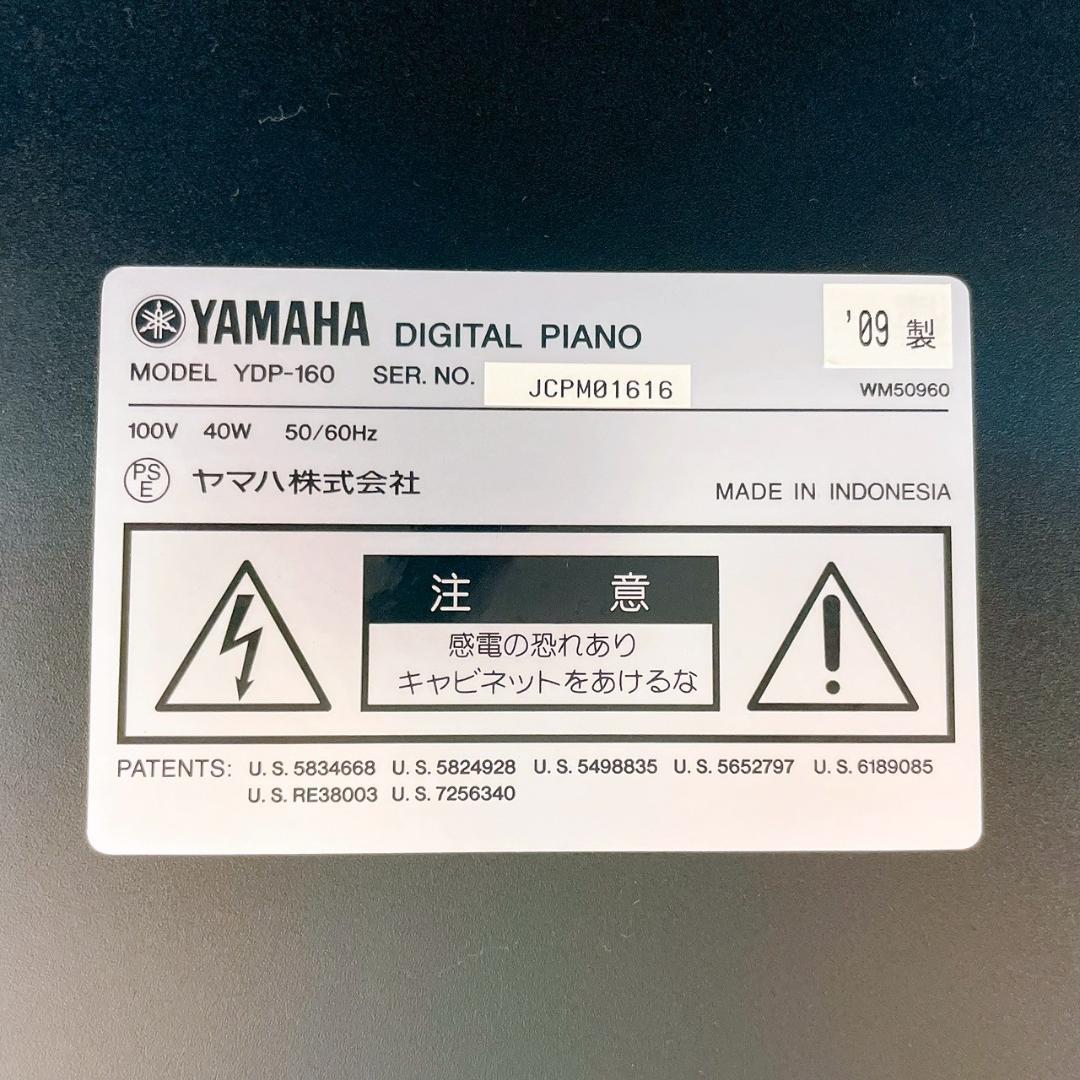 YAMAHA DIGITAL PIANO
'09 製
MODEL YDP-160 SER. NO. JCPM01616
WM50960
100V 40W 50/60Hz
PSE ヤマハ株式会社
MADE IN INDONESIA
注意
感電の恐れあり
キャビネットをあけるな
PATENTS: U.S.5834668 U.S.5824928 U.S.5498835 U.S.5652797 U.S.6189085
U.S.RE38003 U.S.7256340